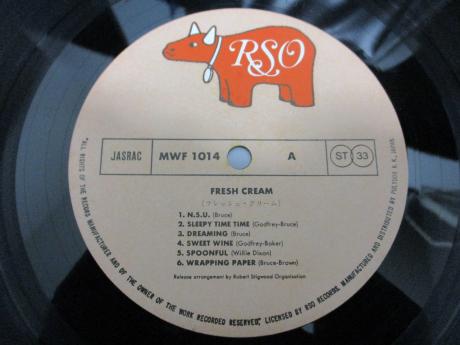 RSO
JASRAC
MWF 1014
A
ST 33
FRESH CREAM
(フレッシュ・クリーム)
1. N.S.U. (Bruce)
2. SLEEPY TIME TIME (Godfrey-Bruce)
3. DREAMING (Bruce)
4. SWEET WINE (Godfrey-Baker)
5. SPOONFUL (Willie Dixon)
6. WRAPPING PAPER (Bruce-Brown)
Release arrangement by Robert Stigwood Organisation
"ALL RIGHTS OF THE RECORD MANUFACTURER AND OF THE OWNER OF THE WORK RECORDED RESERVED", LICENSED BY RSO RECORDS. MANUFACTURED AND DISTRIBUTED BY POLYDOR K.K., JAPAN.